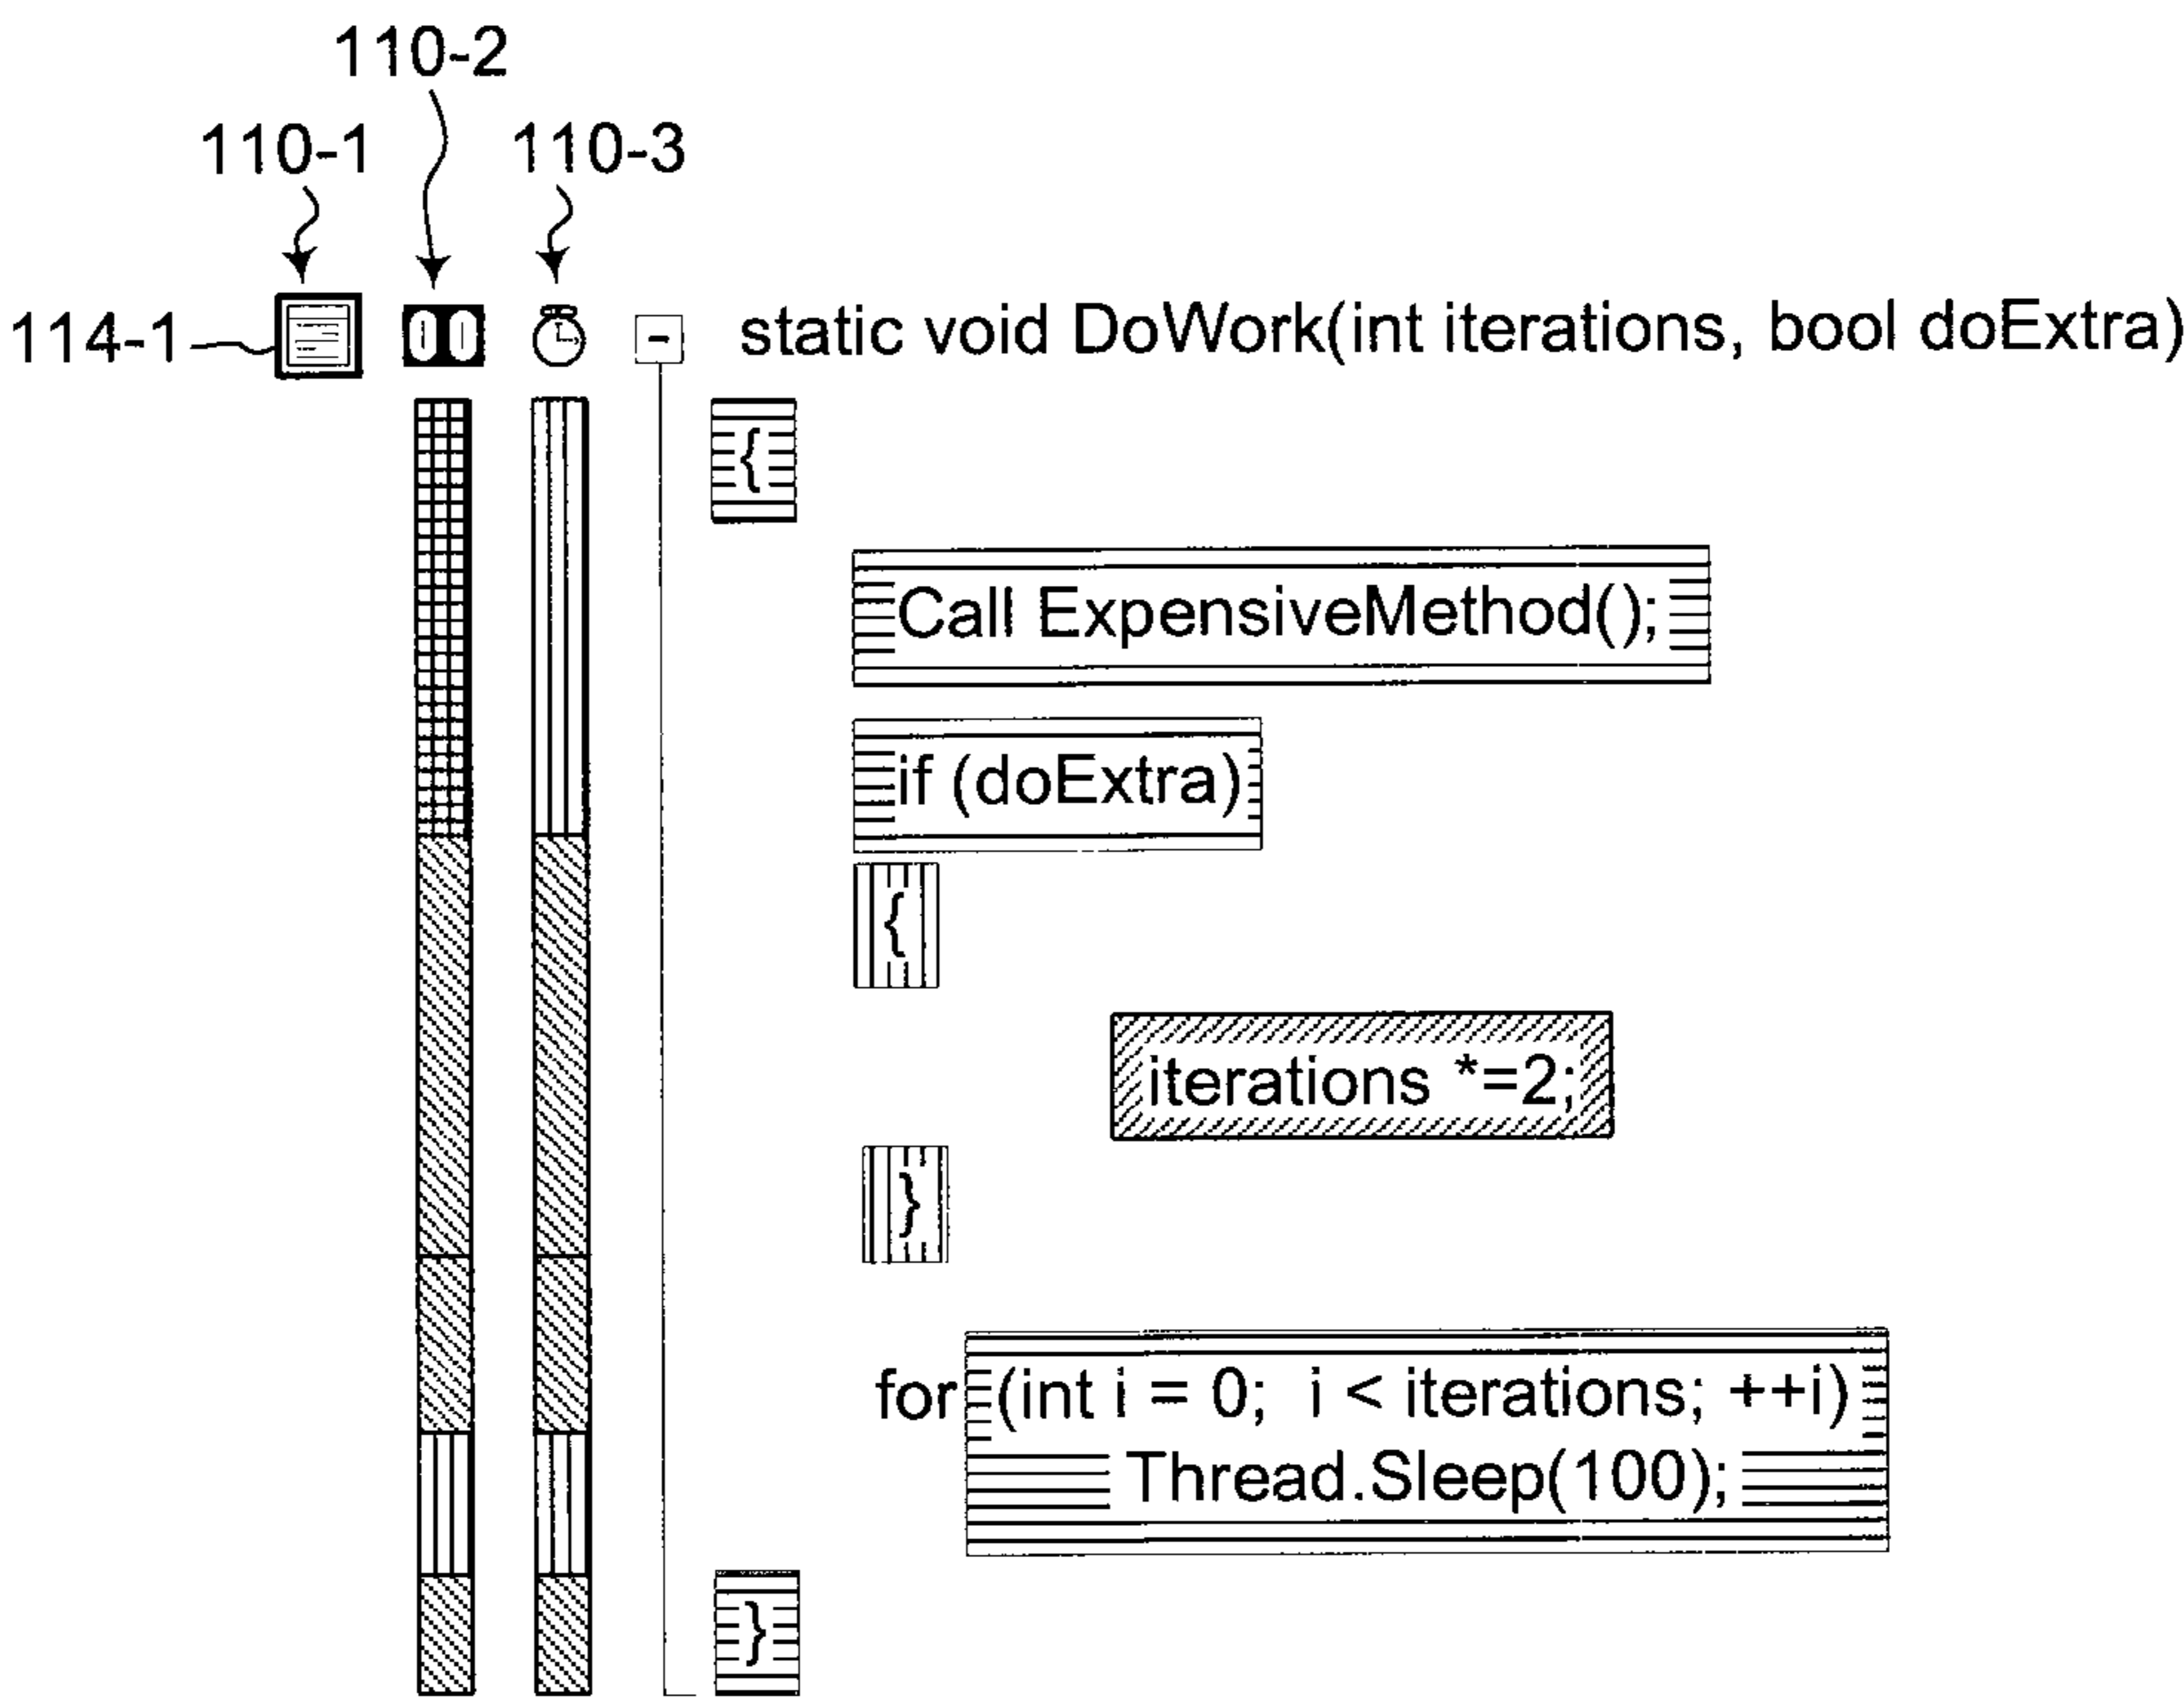 110-2
110-1 110-3
114-1 00 - static void DoWork(int iterations, bool doExtra)
{
Call ExpensiveMethod();
if (doExtra)
{
iterations *=2;
}
for (int i = 0; i < iterations; ++i)
Thread.Sleep(100);
}